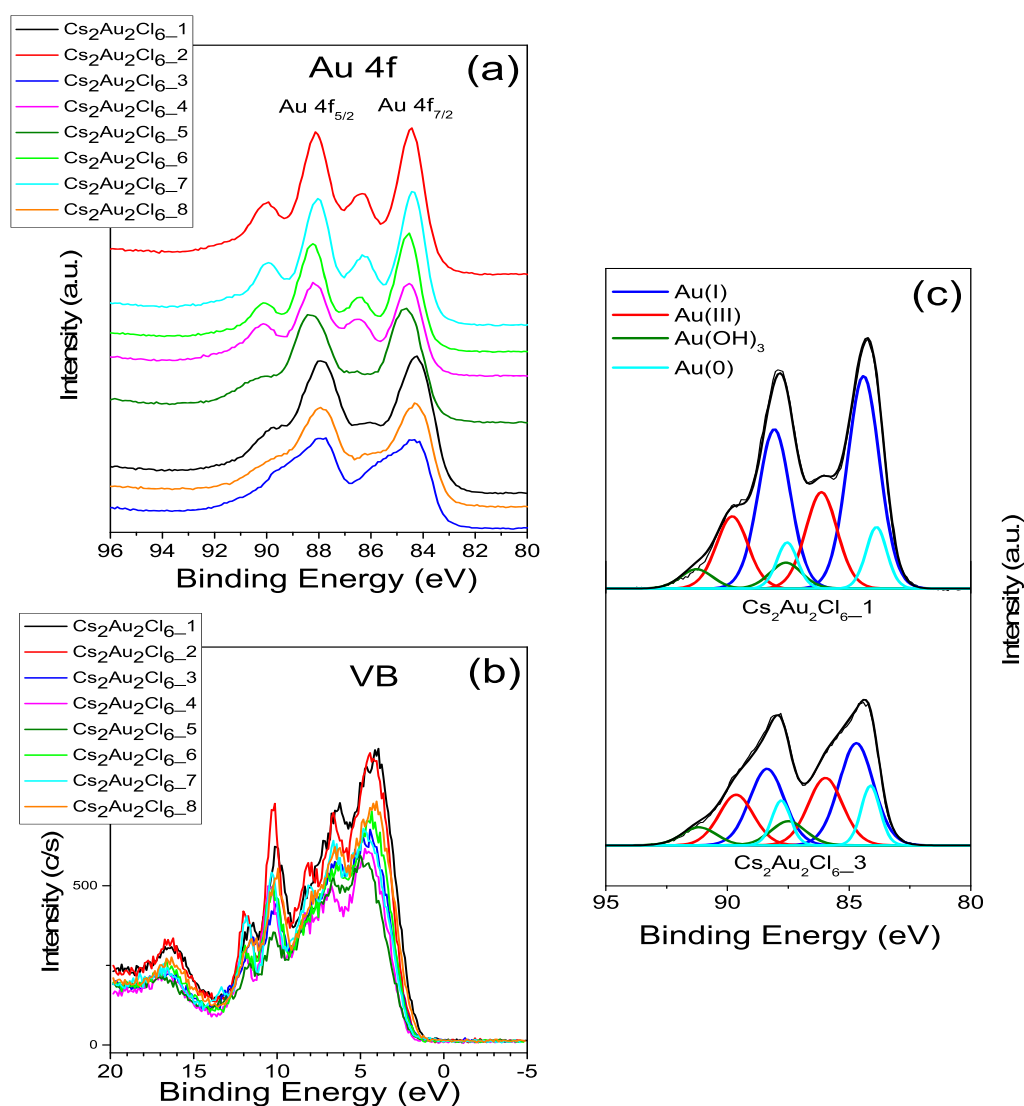 Cs₂Au₂Cl₆_1
Cs₂Au₂Cl₆_2
Cs₂Au₂Cl₆_3
Cs₂Au₂Cl₆_4
Cs₂Au₂Cl₆_5
Cs₂Au₂Cl₆_6
Cs₂Au₂Cl₆_7
Cs₂Au₂Cl₆_8
Au 4f
(a)
Au 4f5/2
Au 4f7/2
Intensity (a.u.)
96 94 92 90 88 86 84 82 80
Binding Energy (eV)
Cs₂Au₂Cl₆_1
Cs₂Au₂Cl₆_2
Cs₂Au₂Cl₆_3
Cs₂Au₂Cl₆_4
Cs₂Au₂Cl₆_5
Cs₂Au₂Cl₆_6
Cs₂Au₂Cl₆_7
Cs₂Au₂Cl₆_8
VB
(b)
Intensity (c/s)
500
0
20 15 10 5 0 -5
Binding Energy (eV)
(c)
Au(I)
Au(III)
Au(OH)₃
Au(0)
Cs₂Au₂Cl₆_1
Cs₂Au₂Cl₆_3
Intensity (a.u.)
95 90 85 80
Binding Energy (eV)